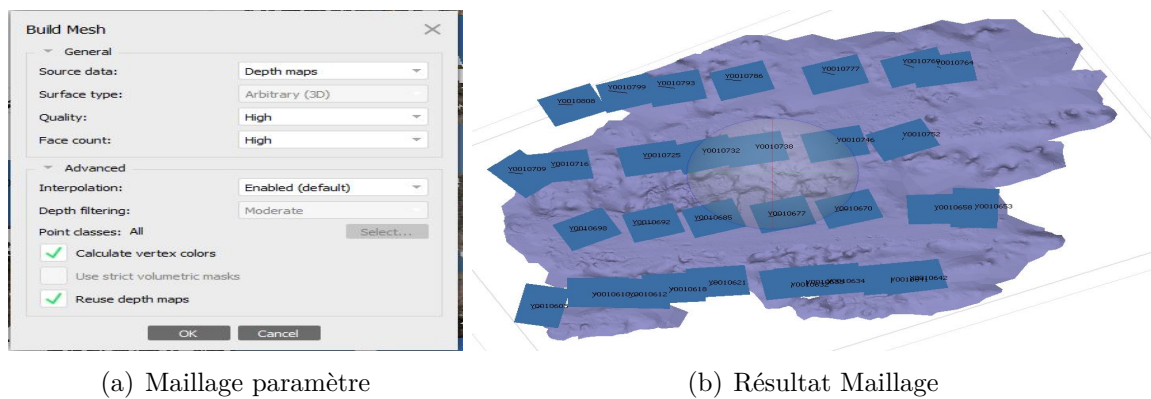 Build Mesh
General
Source data: Depth maps
Surface type: Arbitrary (3D)
Quality: High
Face count: High
Advanced
Interpolation: Enabled (default)
Depth filtering: Moderate
Point classes: All Select...
Calculate vertex colors
Use strict volumetric masks
Reuse depth maps
OK Cancel
Y0010808
Y0010799
Y0010793
Y0010786
Y0010777
Y0010764
Y0010709
Y0010716
Y0010725
Y0010732
Y0010738
Y0010746
Y0010752
Y0010698
Y0010692
Y0010685
Y0010677
Y0010670
Y0010658
Y0010653
Y0010605
Y0010612
Y0010618
Y0010621
Y0010634
Y0010642
(a) Maillage paramètre
(b) Résultat Maillage